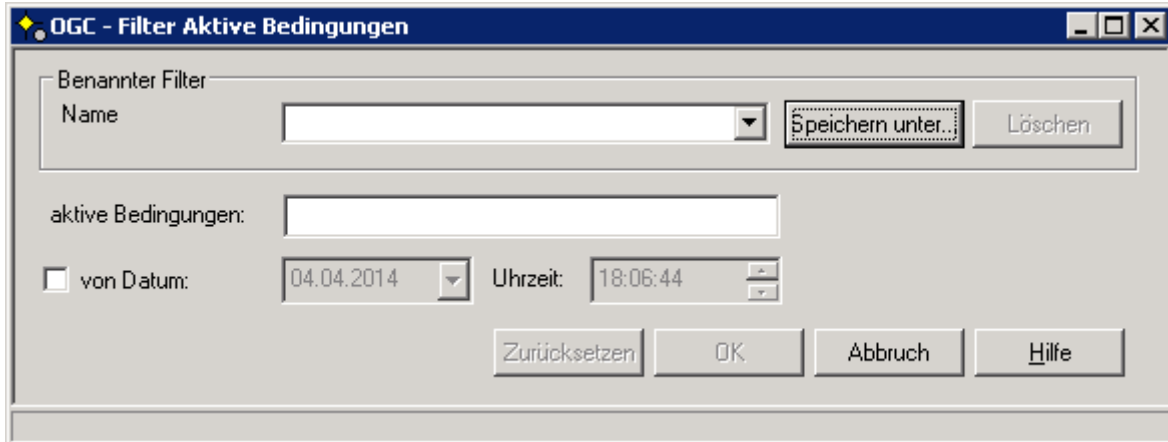 OGC - Filter Aktive Bedingungen
Benannter Filter
Name Speichern unter... Löschen
aktive Bedingungen:
von Datum: 04.04.2014 Uhrzeit: 18:06:44
Zurücksetzen OK Abbruch Hilfe